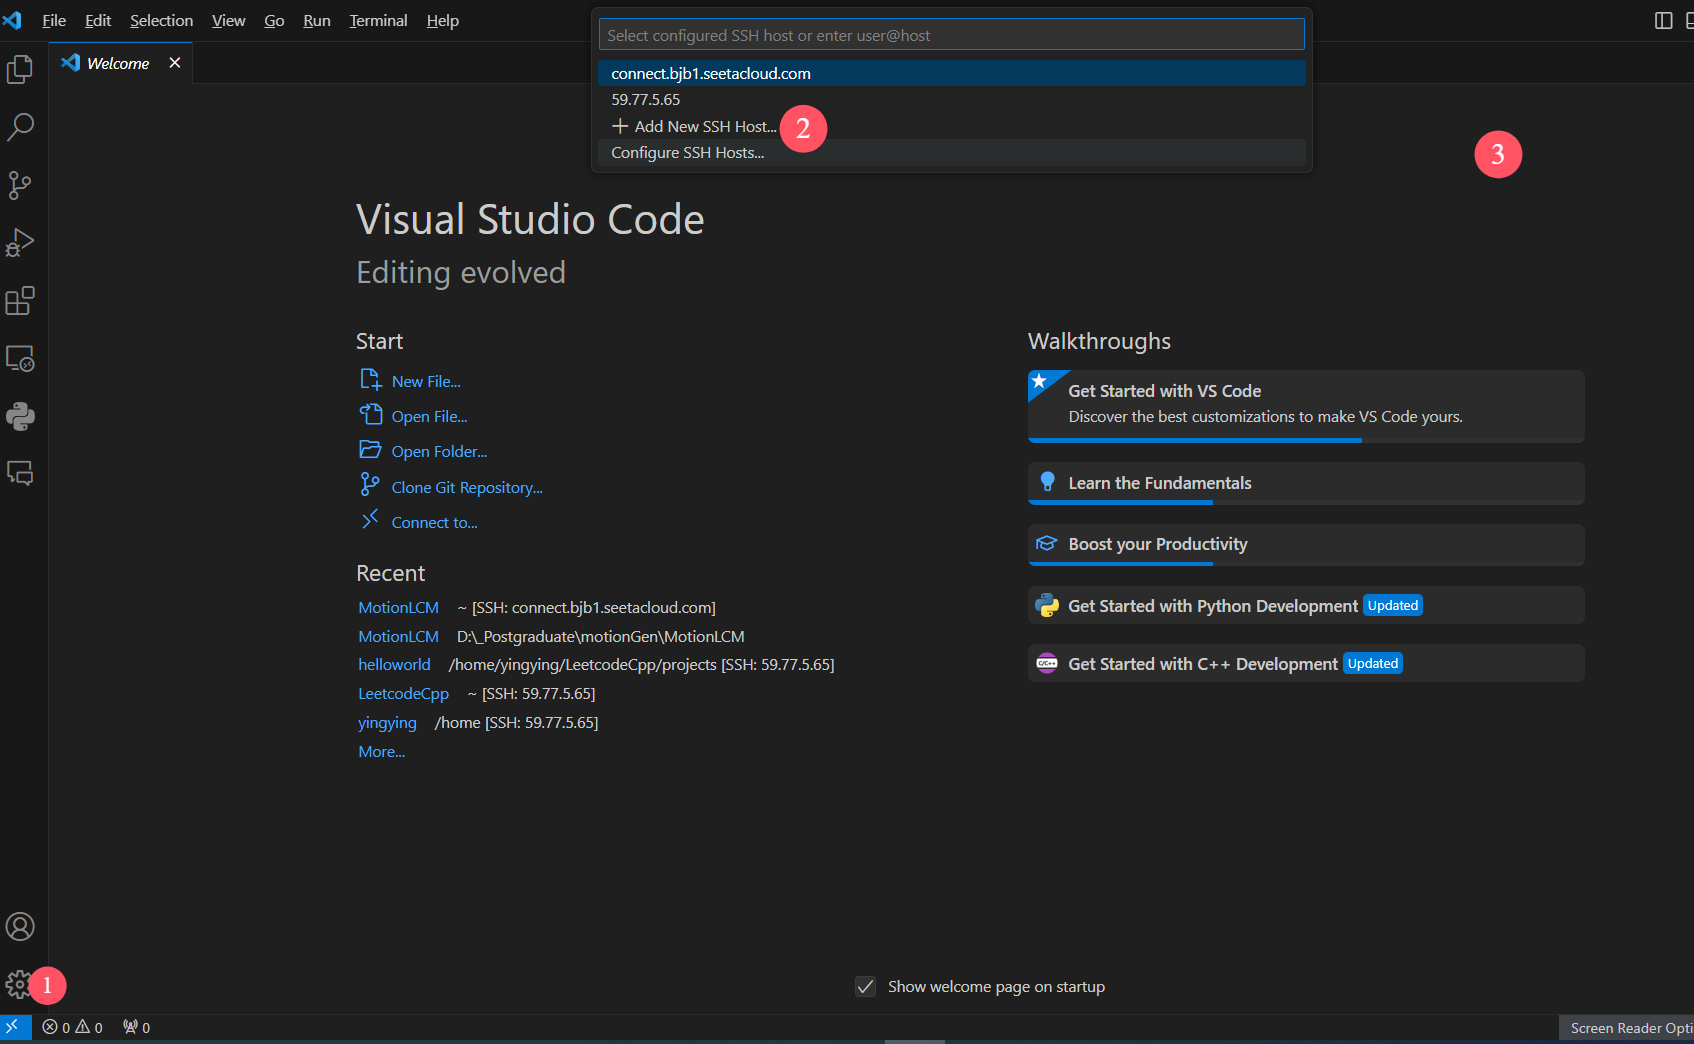 File Edit Selection View Go Run Terminal Help
Select configured SSH host or enter user@host
Welcome
connect.bjb1.seetacloud.com
59.77.5.65
Add New SSH Host...
2
Configure SSH Hosts...
3
Visual Studio Code
Editing evolved
Start
New File...
Open File...
Open Folder...
Clone Git Repository...
Connect to...
Recent
MotionLCM ~ [SSH: connect.bjb1.seetacloud.com]
MotionLCM D:\_Postgraduate\motionGen\MotionLCM
helloworld /home/yingying/LeetcodeCpp/projects [SSH: 59.77.5.65]
LeetcodeCpp ~ [SSH: 59.77.5.65]
yingying /home [SSH: 59.77.5.65]
More...
Walkthroughs
Get Started with VS Code
Discover the best customizations to make VS Code yours.
Learn the Fundamentals
Boost your Productivity
Get Started with Python Development Updated
C/C++ Get Started with C++ Development Updated
1
Show welcome page on startup
0 0 0
Screen Reader Opti